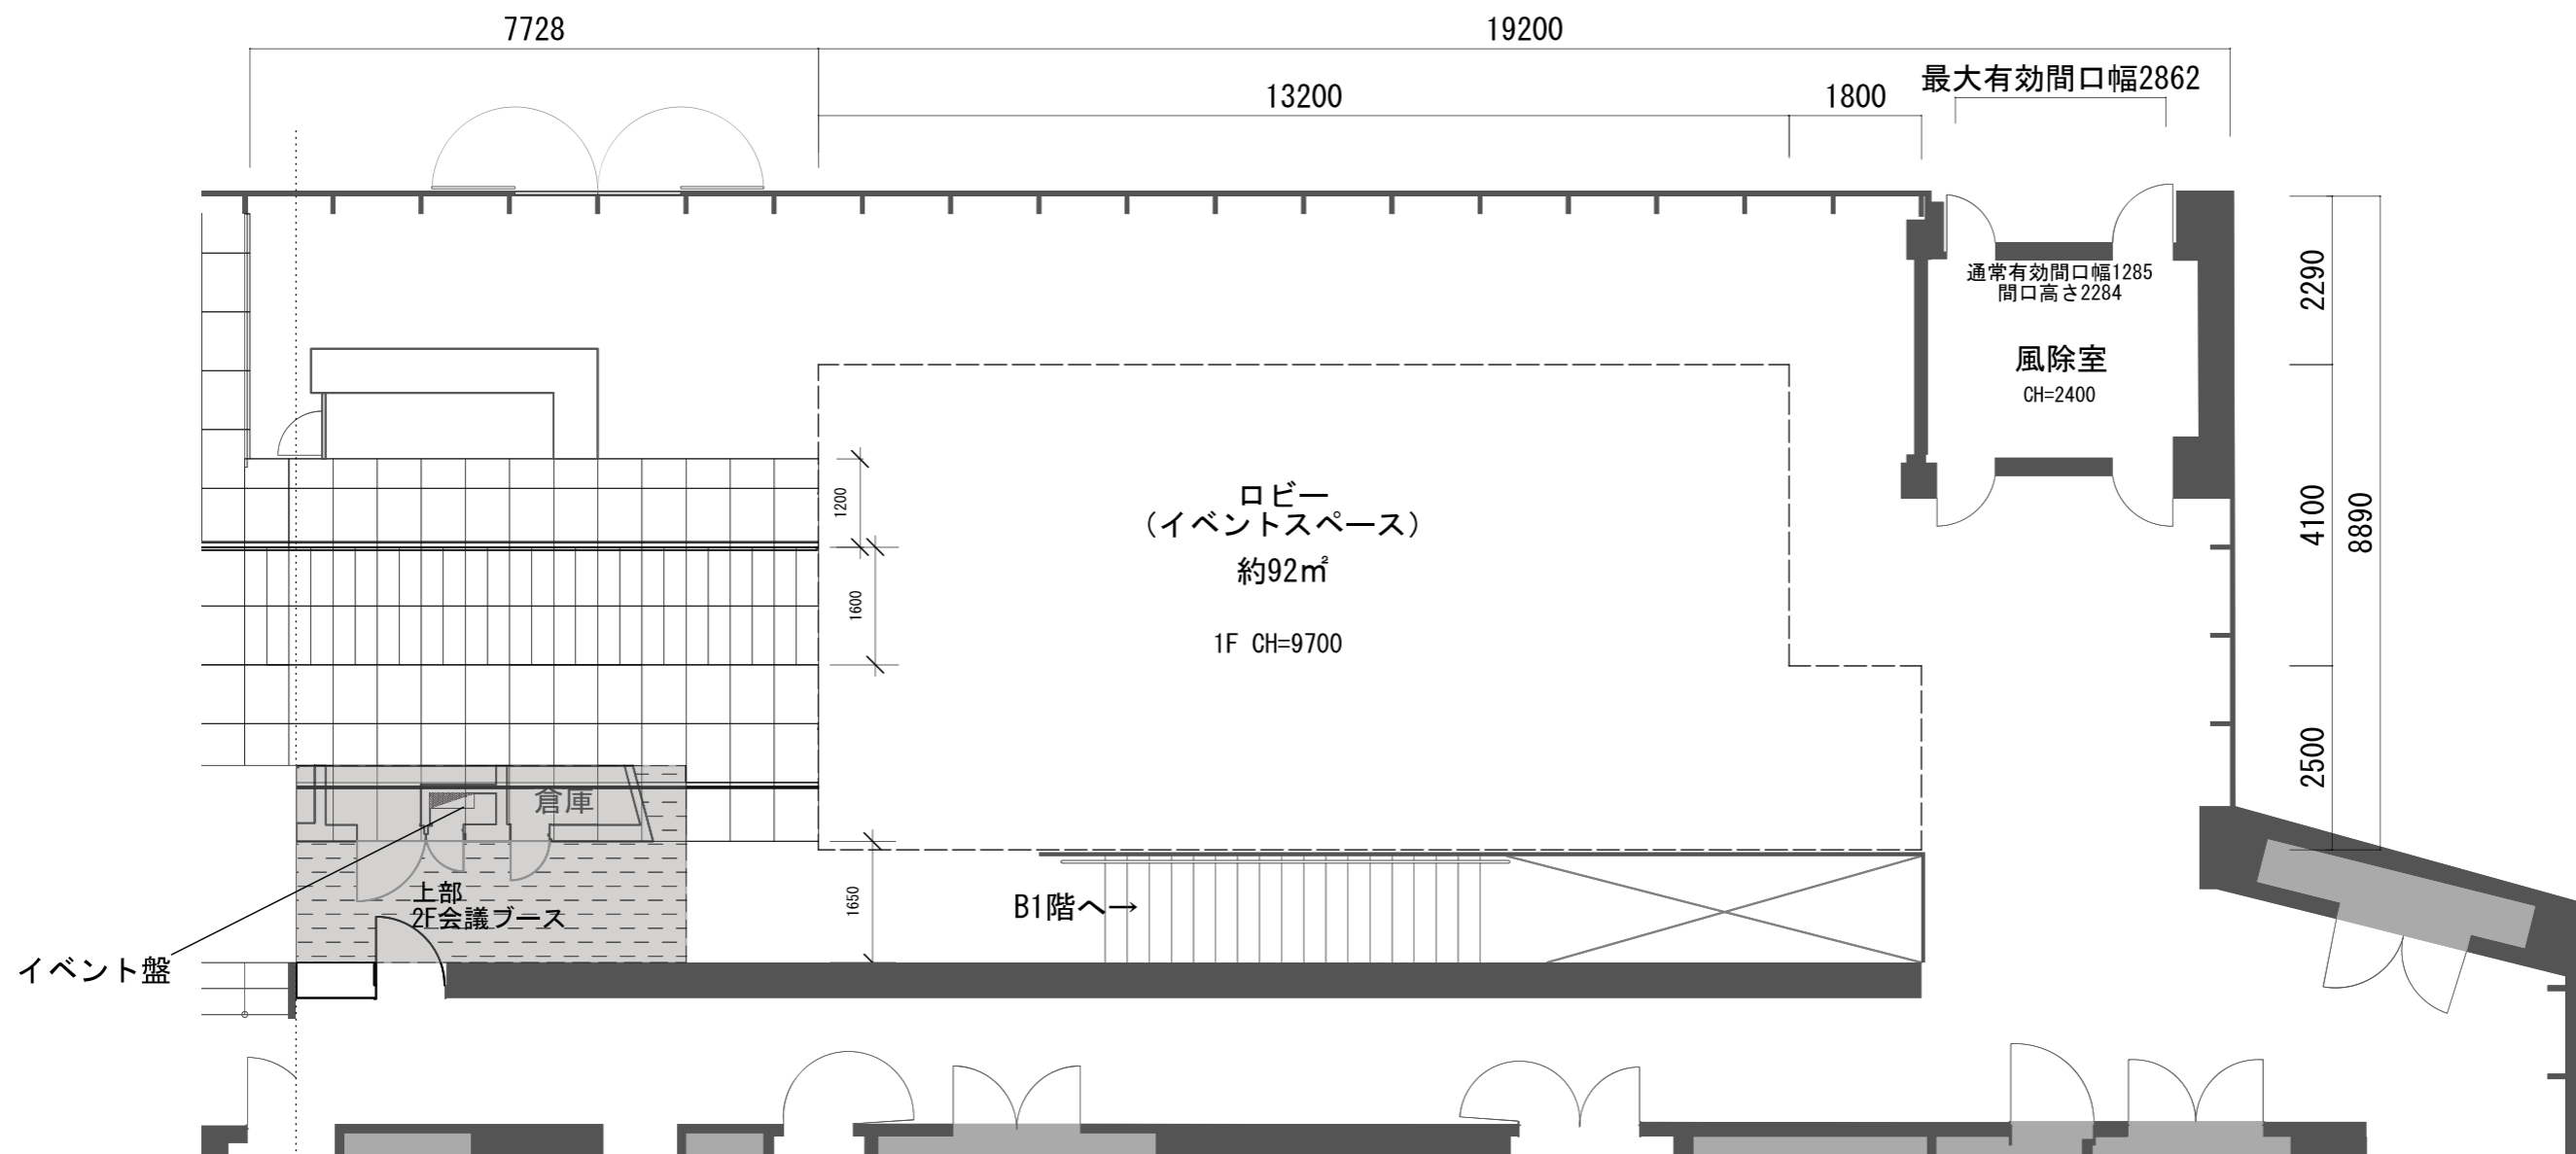 7728
19200
最大有効間口幅2862
13200
1800
通常有効間口幅1285
間口高さ2284
2290
風除室
CH=2400
1200
ロビー
(イベントスペース)
約92㎡
4100
8890
1600
1F CH=9700
2500
倉庫
上部
2F会議ブース
1650
B1階へ→
イベント盤